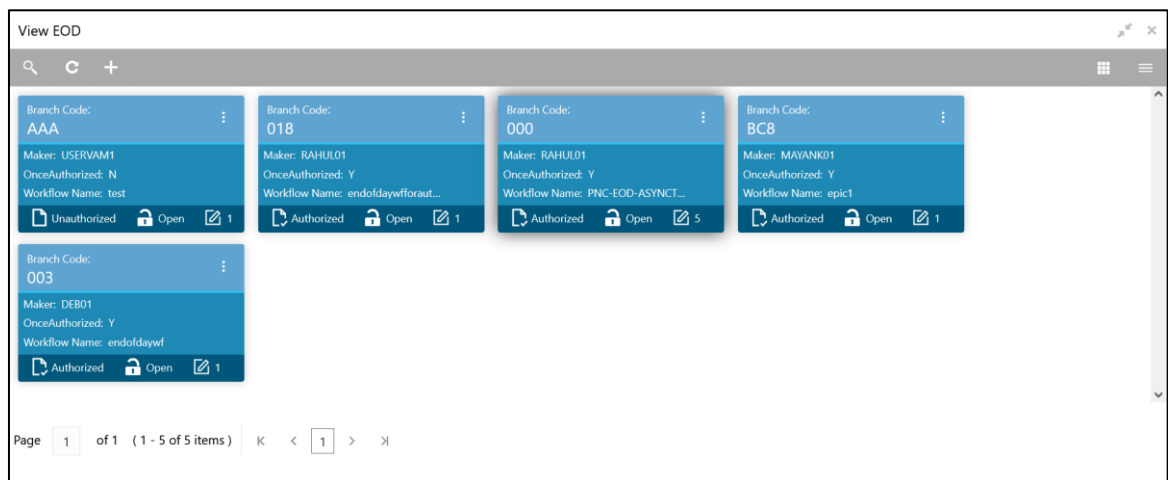 View EOD
Branch Code:
AAA
Maker: USERVAM1
OnceAuthorized: N
Workflow Name: test
Unauthorized Open 1
Branch Code:
018
Maker: RAHUL01
OnceAuthorized: Y
Workflow Name: endofdaywfforaut...
Authorized Open 1
Branch Code:
000
Maker: RAHUL01
OnceAuthorized: Y
Workflow Name: PNC-EOD-ASYNCT...
Authorized Open 5
Branch Code:
BC8
Maker: MAYANK01
OnceAuthorized: Y
Workflow Name: epic1
Authorized Open 1
Branch Code:
003
Maker: DEB01
OnceAuthorized: Y
Workflow Name: endofdaywf
Authorized Open 1
Page 1 of 1 (1 - 5 of 5 items) 1